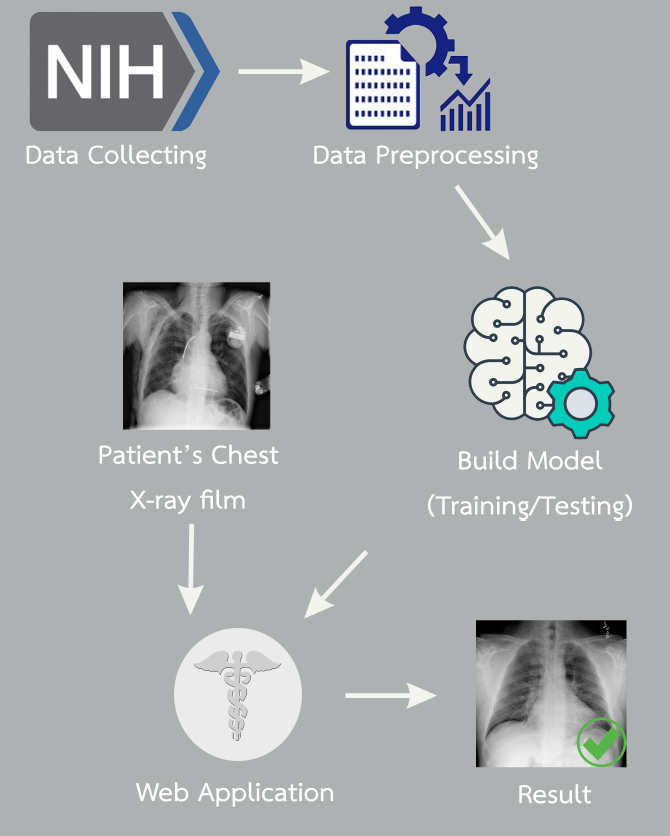 NIH
Data Collecting
Data Preprocessing
Patient's Chest
X-ray film
Build Model
(Training/Testing)
Web Application
Result